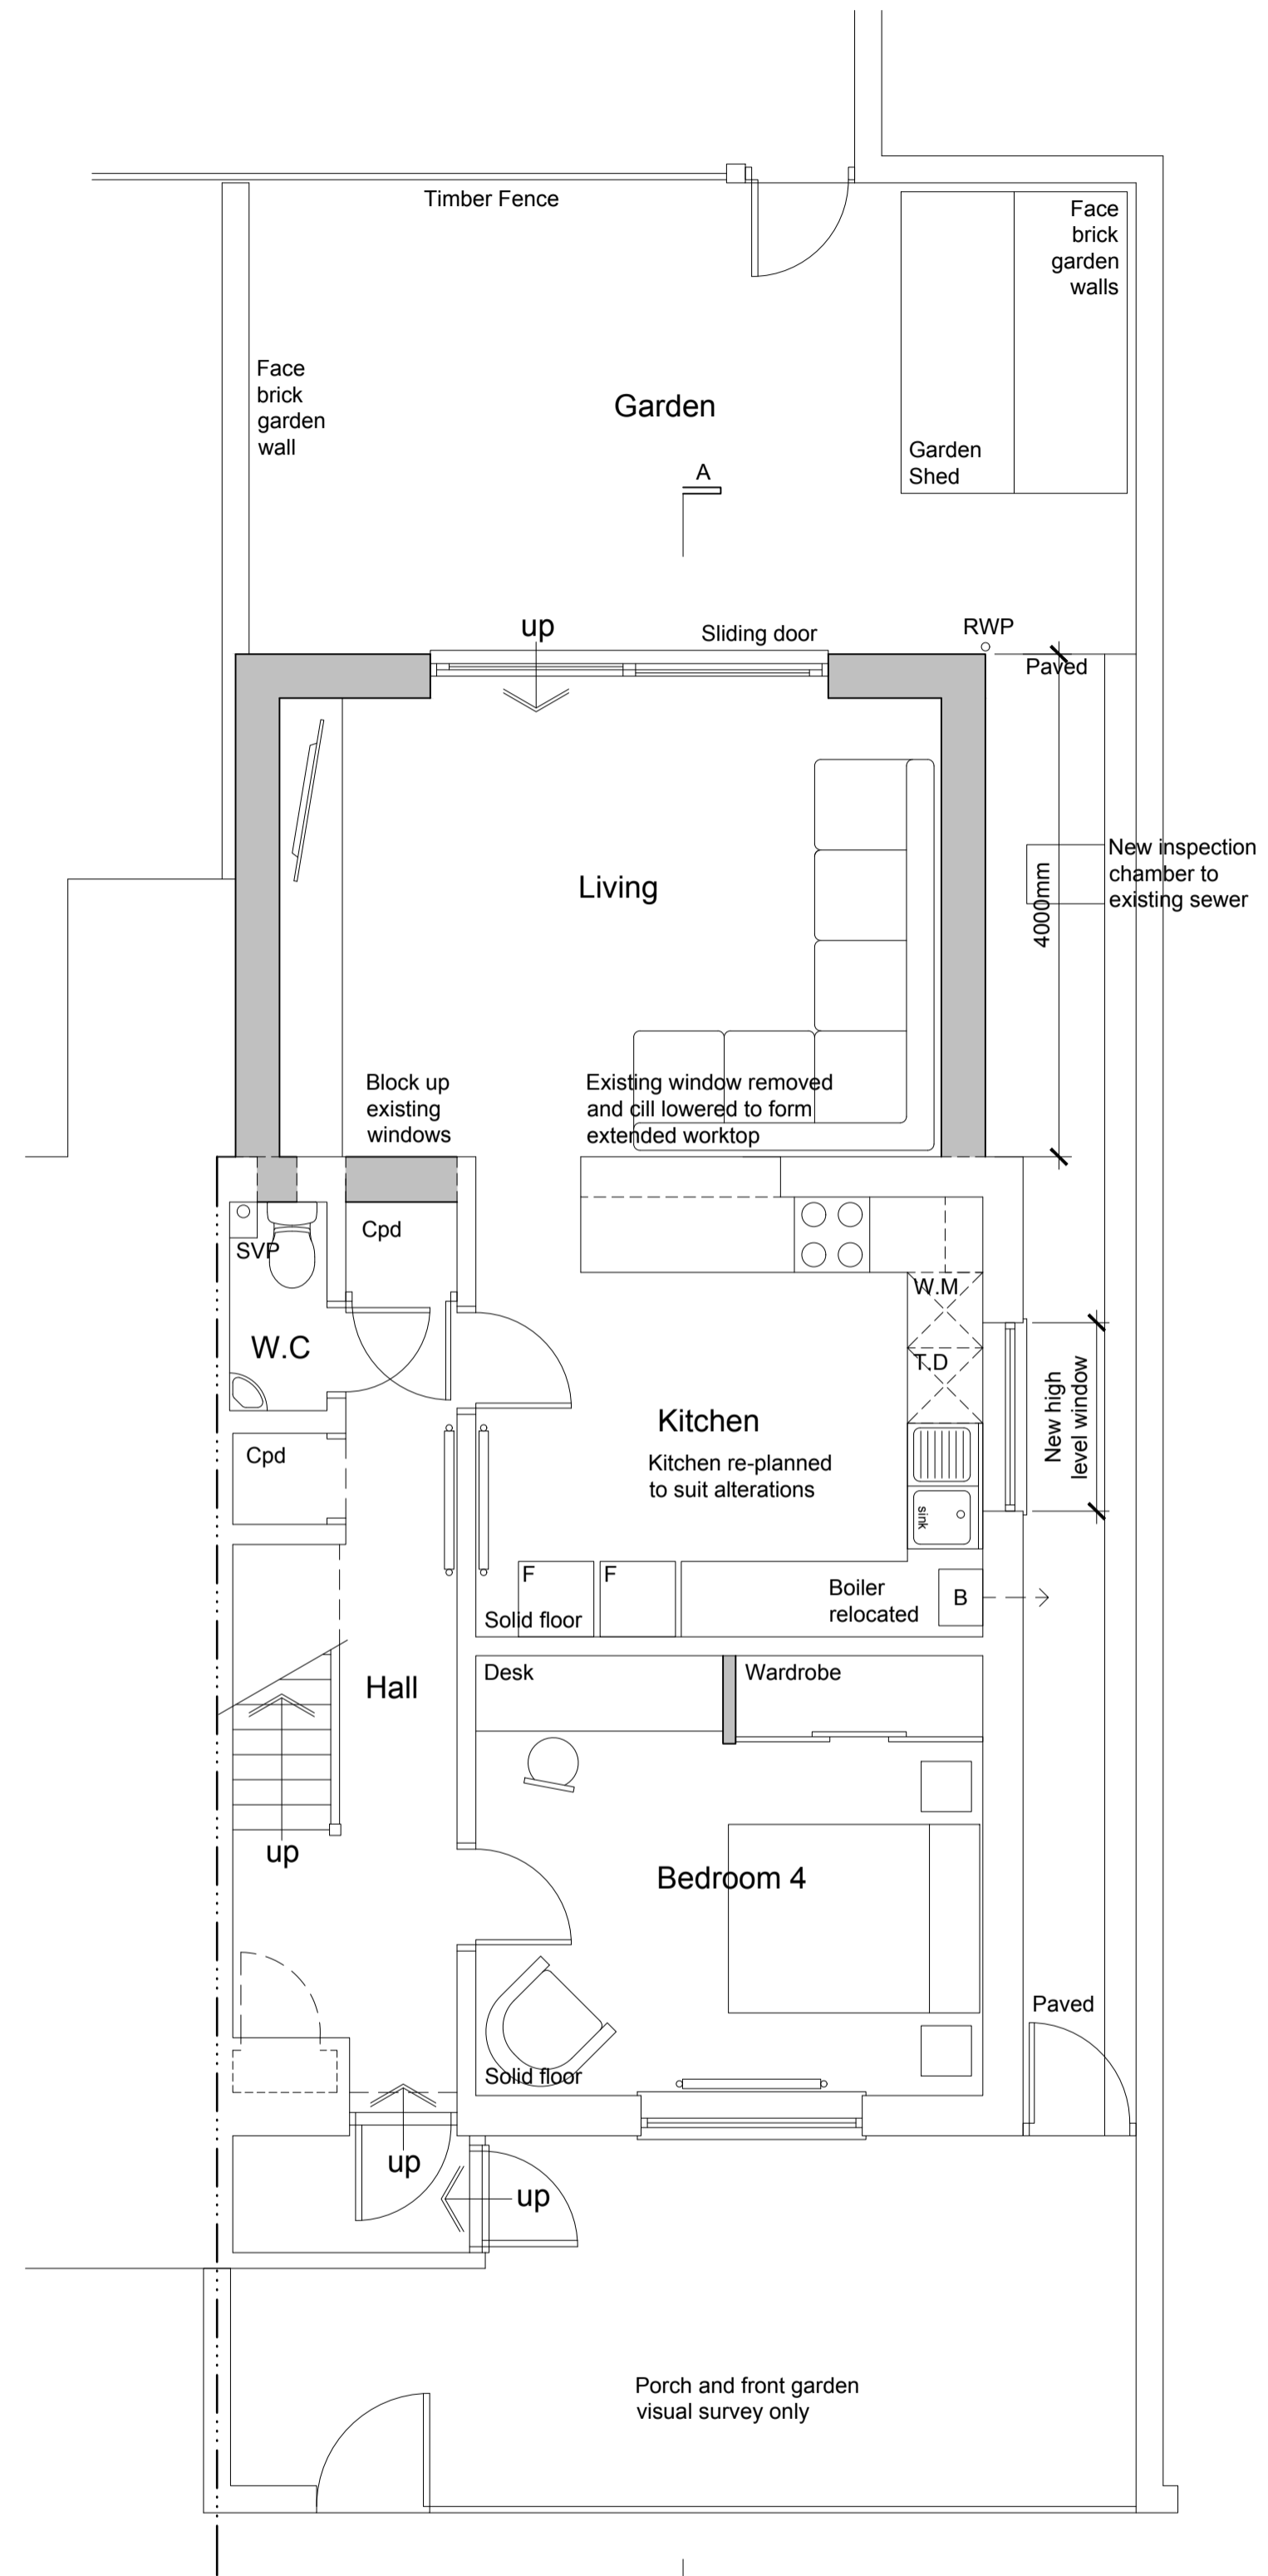 Timber Fence
Face
brick
garden
walls
Face
brick
garden
wall
Garden
Garden
Shed
A
up
Sliding door
RWP
Paved
New inspection
chamber to
existing sewer
4000mm
Living
Block up
existing
windows
Existing window removed
and cill lowered to form
extended worktop
Cpd
SVP
W.M
W.C
T.D
New high
level window
Kitchen
Kitchen re-planned
to suit alterations
Cpd
sink
F
F
Boiler
relocated
B
Solid floor
Desk
Wardrobe
Hall
up
Bedroom 4
Paved
Solid floor
up
up
Porch and front garden
visual survey only